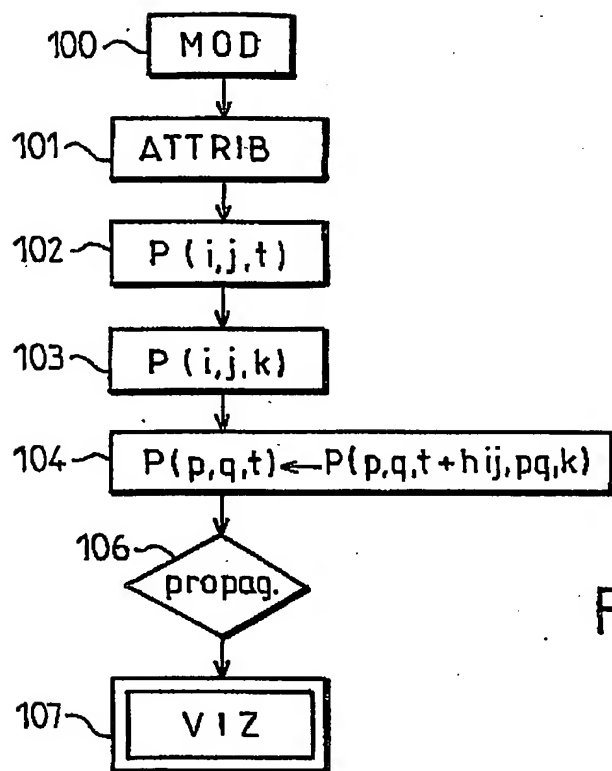 100 MOD
101 ATTRIB
102 P(i,j,t)
103 P(i,j,k)
104 P(p,q,t)←P(p,q,t+hij,pq,k)
106 propag.
F
107 VIZ